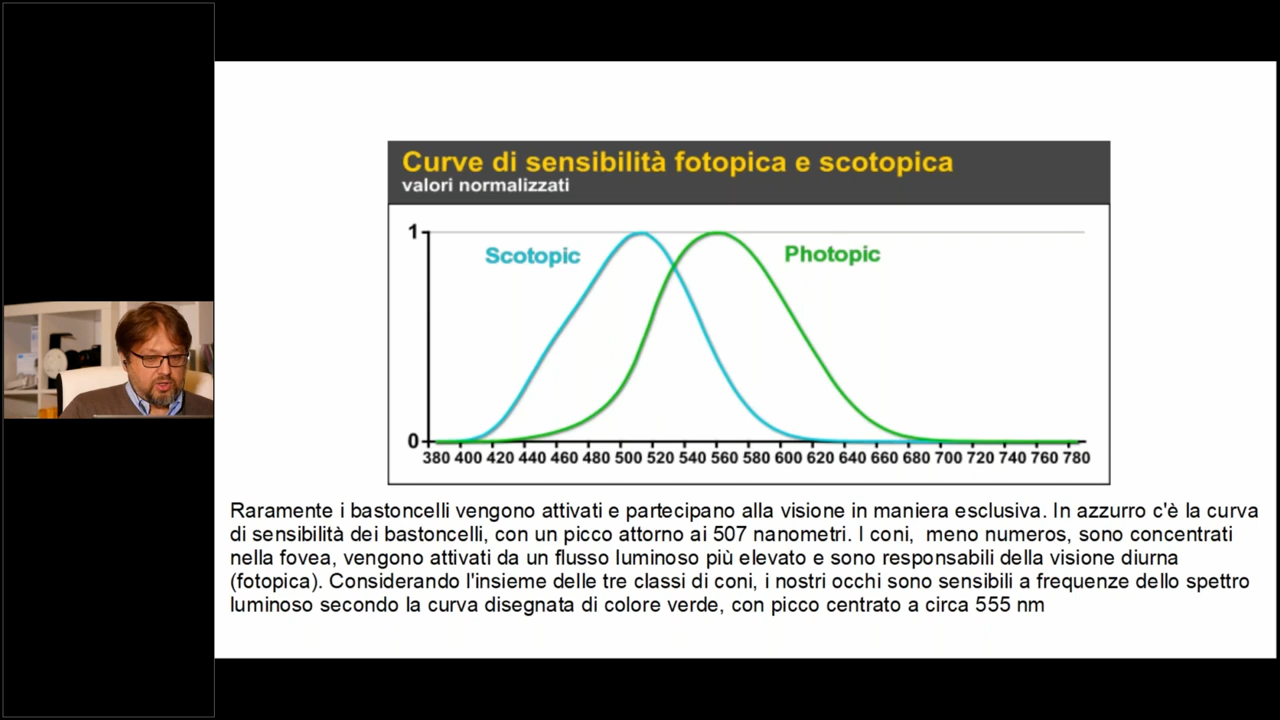 Curve di sensibilità fotopica e scotopica
valori normalizzati
1
Scotopic
Photopic
0
380 400 420 440 460 480 500 520 540 560 580 600 620 640 660 680 700 720 740 760 780
Raramente i bastoncelli vengono attivati e partecipano alla visione in maniera esclusiva. In azzurro c'è la curva
di sensibilità dei bastoncelli, con un picco attorno ai 507 nanometri. I coni, meno numeros, sono concentrati
nella fovea, vengono attivati da un flusso luminoso più elevato e sono responsabili della visione diurna
(fotopica). Considerando l'insieme delle tre classi di coni, i nostri occhi sono sensibili a frequenze dello spettro
luminoso secondo la curva disegnata di colore verde, con picco centrato a circa 555 nm